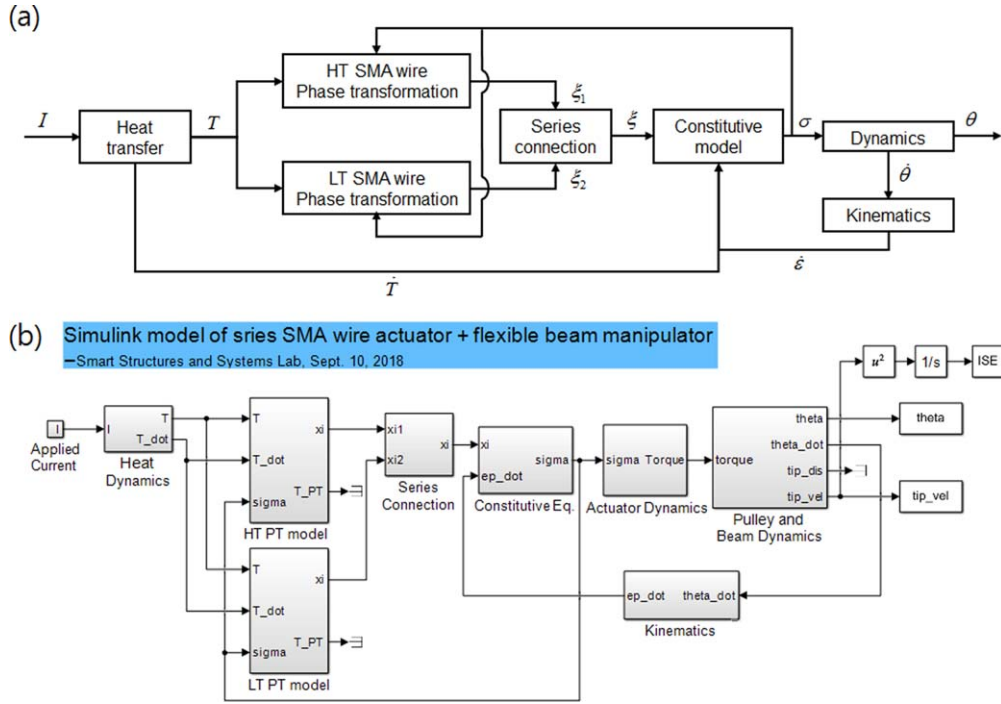 (a)
HT SMA wire
Phase transformation
I
Heat
transfer
T
ξ1
Series
connection
ξ
Constitutive
model
σ
Dynamics
θ
LT SMA wire
Phase transformation
ξ2
θ̇
Kinematics
Ṫ
ε̇
(b)
Simulink model of sries SMA wire actuator + flexible beam manipulator
–Smart Structures and Systems Lab, Sept. 10, 2018
u²
1/s
ISE
I
Applied
Current
I
T
T_dot
Heat
Dynamics
T
T_dot
sigma
xi
T_PT
HT PT model
xi1
xi2
xi
Series
Connection
xi
ep_dot
sigma
Constitutive Eq.
sigma
Torque
Actuator Dynamics
torque
theta
theta_dot
tip_dis
tip_vel
Pulley and
Beam Dynamics
theta
tip_vel
T
T_dot
sigma
xi
T_PT
LT PT model
ep_dot
theta_dot
Kinematics